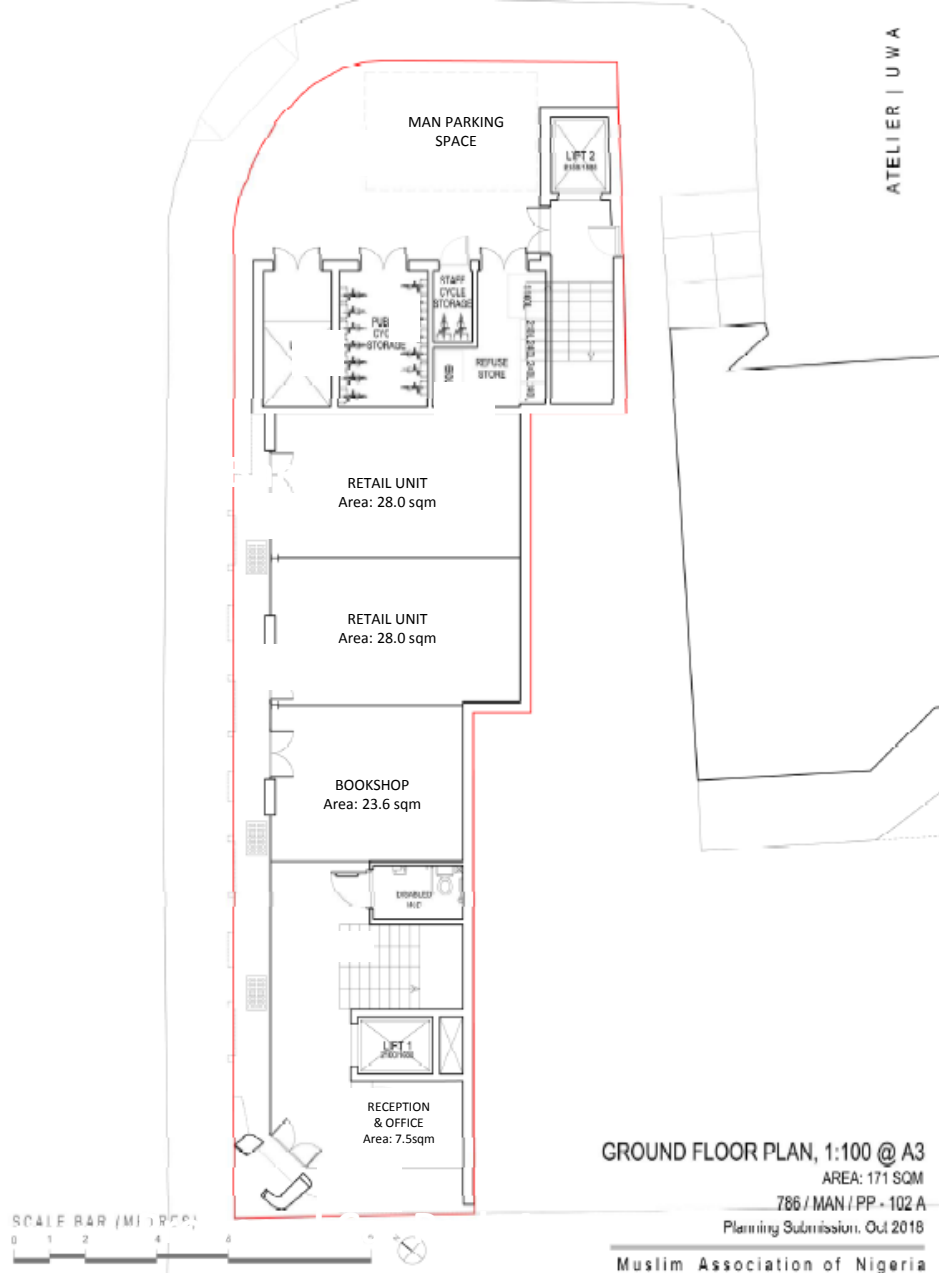 ATELIER | UWA
MAN PARKING
SPACE
LIFT 2
STAFF
CYCLE
STORAGE
PUB
CYC
STORAGE
REFUSE
STORE
RETAIL UNIT
Area: 28.0 sqm
RETAIL UNIT
Area: 28.0 sqm
BOOKSHOP
Area: 23.6 sqm
DISABLED
LIFT 1
RECEPTION
& OFFICE
Area: 7.5sqm
GROUND FLOOR PLAN, 1:100 @ A3
AREA: 171 SQM
786 / MAN / PP - 102 A
Planning Submission. Oct 2018
Muslim Association of Nigeria
SCALE BAR
0 1 2 4
N